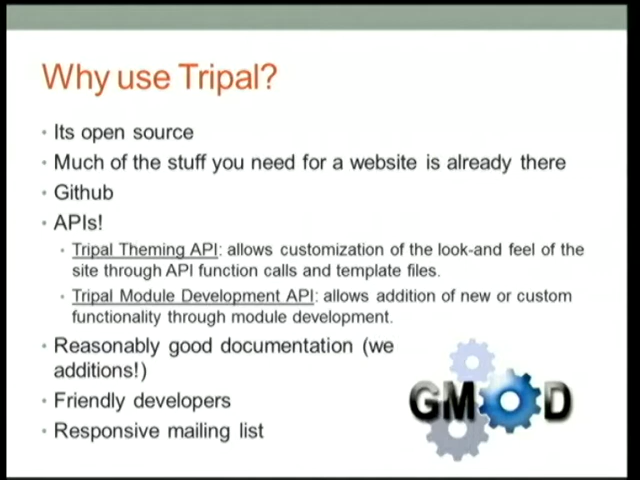 Why use Tripal?
• Its open source
• Much of the stuff you need for a website is already there
• Github
• APIs!
• Tripal Theming API: allows customization of the look-and feel of the
site through API function calls and template files.
• Tripal Module Development API: allows addition of new or custom
functionality through module development.
• Reasonably good documentation (we
additions!)
• Friendly developers
• Responsive mailing list
GMOD